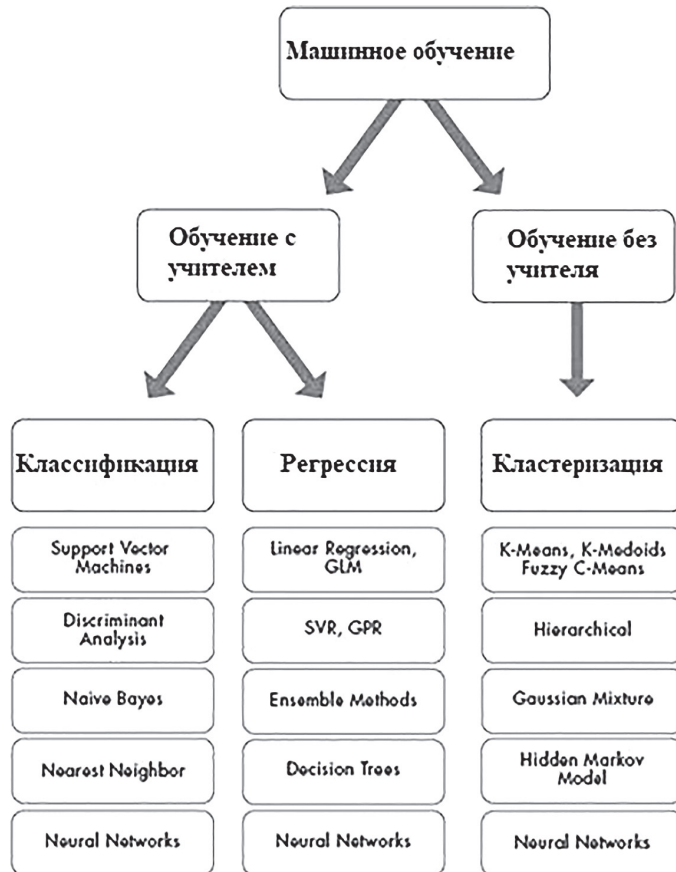 Машинное обучение
Обучение с
учителем
Обучение без
учителя
Классификация
Регрессия
Кластеризация
Support Vector
Machines
Linear Regression,
GLM
K-Means, K-Medoids
Fuzzy C-Means
Discriminant
Analysis
SVR, GPR
Hierarchical
Naive Bayes
Ensemble Methods
Gaussian Mixture
Nearest Neighbor
Decision Trees
Hidden Markov
Model
Neural Networks
Neural Networks
Neural Networks